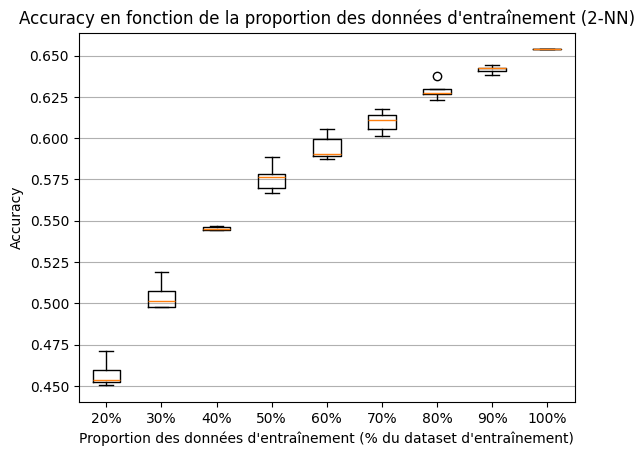 Accuracy en fonction de la proportion des données d'entraînement (2-NN)
0.650
0.625
0.600
0.575
0.550
0.525
0.500
0.475
0.450
Accuracy
20% 30% 40% 50% 60% 70% 80% 90% 100%
Proportion des données d'entraînement (% du dataset d'entraînement)